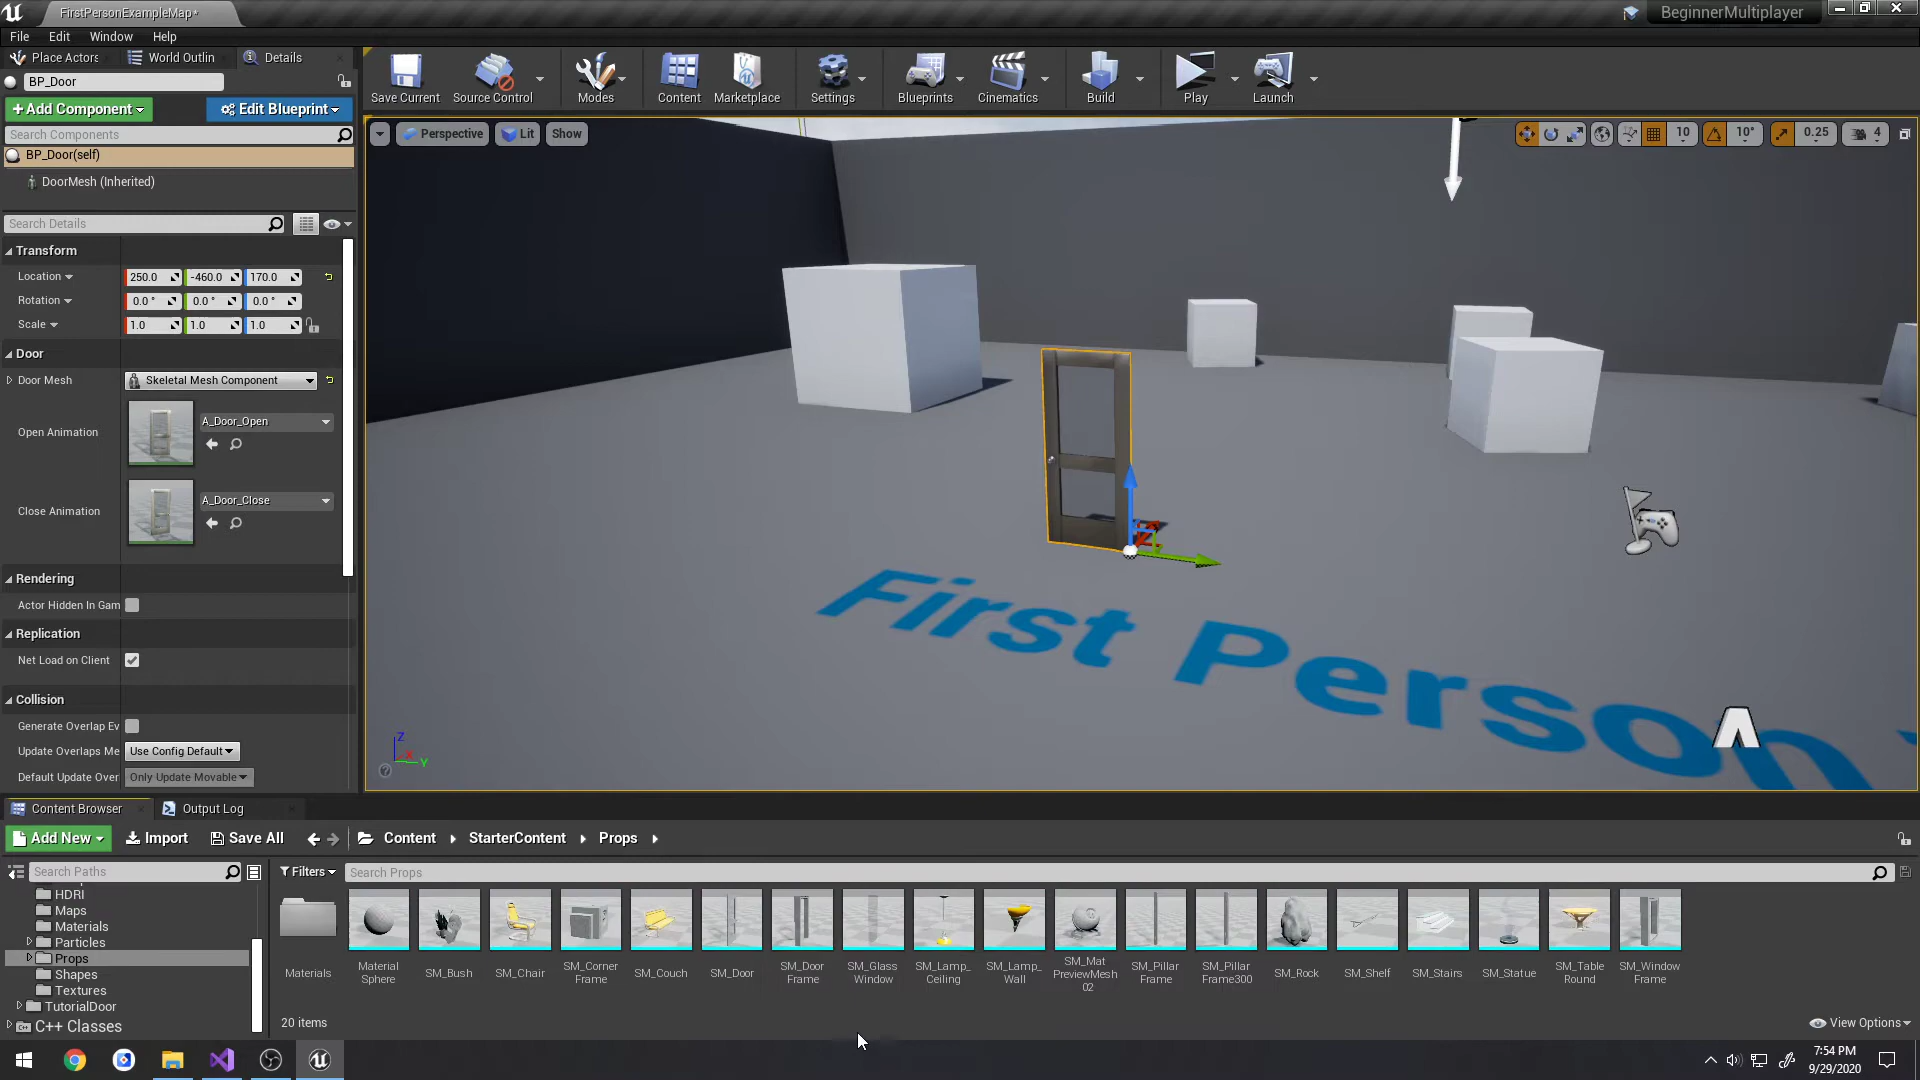 FirstPersonExampleMap*
BeginnerMultiplayer
File Edit Window Help
Place Actors World Outlin Details
BP_Door
Add Component Edit Blueprint
Search Components
BP_Door(self)
DoorMesh (Inherited)
Search Details
Transform
Location 250.0 -460.0 170.0
Rotation 0.0° 0.0° 0.0°
Scale 1.0 1.0 1.0
Door
Door Mesh Skeletal Mesh Component
Open Animation A_Door_Open
Close Animation A_Door_Close
Rendering
Actor Hidden In Gam
Replication
Net Load on Client
Collision
Generate Overlap Ev
Update Overlaps Me Use Config Default
Default Update Over Only Update Movable
Save Current Source Control Modes Content Marketplace Settings Blueprints Cinematics Build Play Launch
Perspective Lit Show
10 10° 0.25 4
First Person
Z X Y
Content Browser Output Log
Add New Import Save All Content StarterContent Props
Search Paths
Filters Search Props
HDRI
Maps
Materials
Particles
Props
Shapes
Textures
TutorialDoor
C++ Classes
Materials
Material Sphere
SM_Bush
SM_Chair
SM_Corner Frame
SM_Couch
SM_Door
SM_Door Frame
SM_Glass Window
SM_Lamp_ Ceiling
SM_Lamp_ Wall
SM_Mat PreviewMesh 02
SM_Pillar Frame
SM_Pillar Frame300
SM_Rock
SM_Shelf
SM_Stairs
SM_Statue
SM_Table Round
SM_Window Frame
20 items
View Options
7:54 PM
9/29/2020